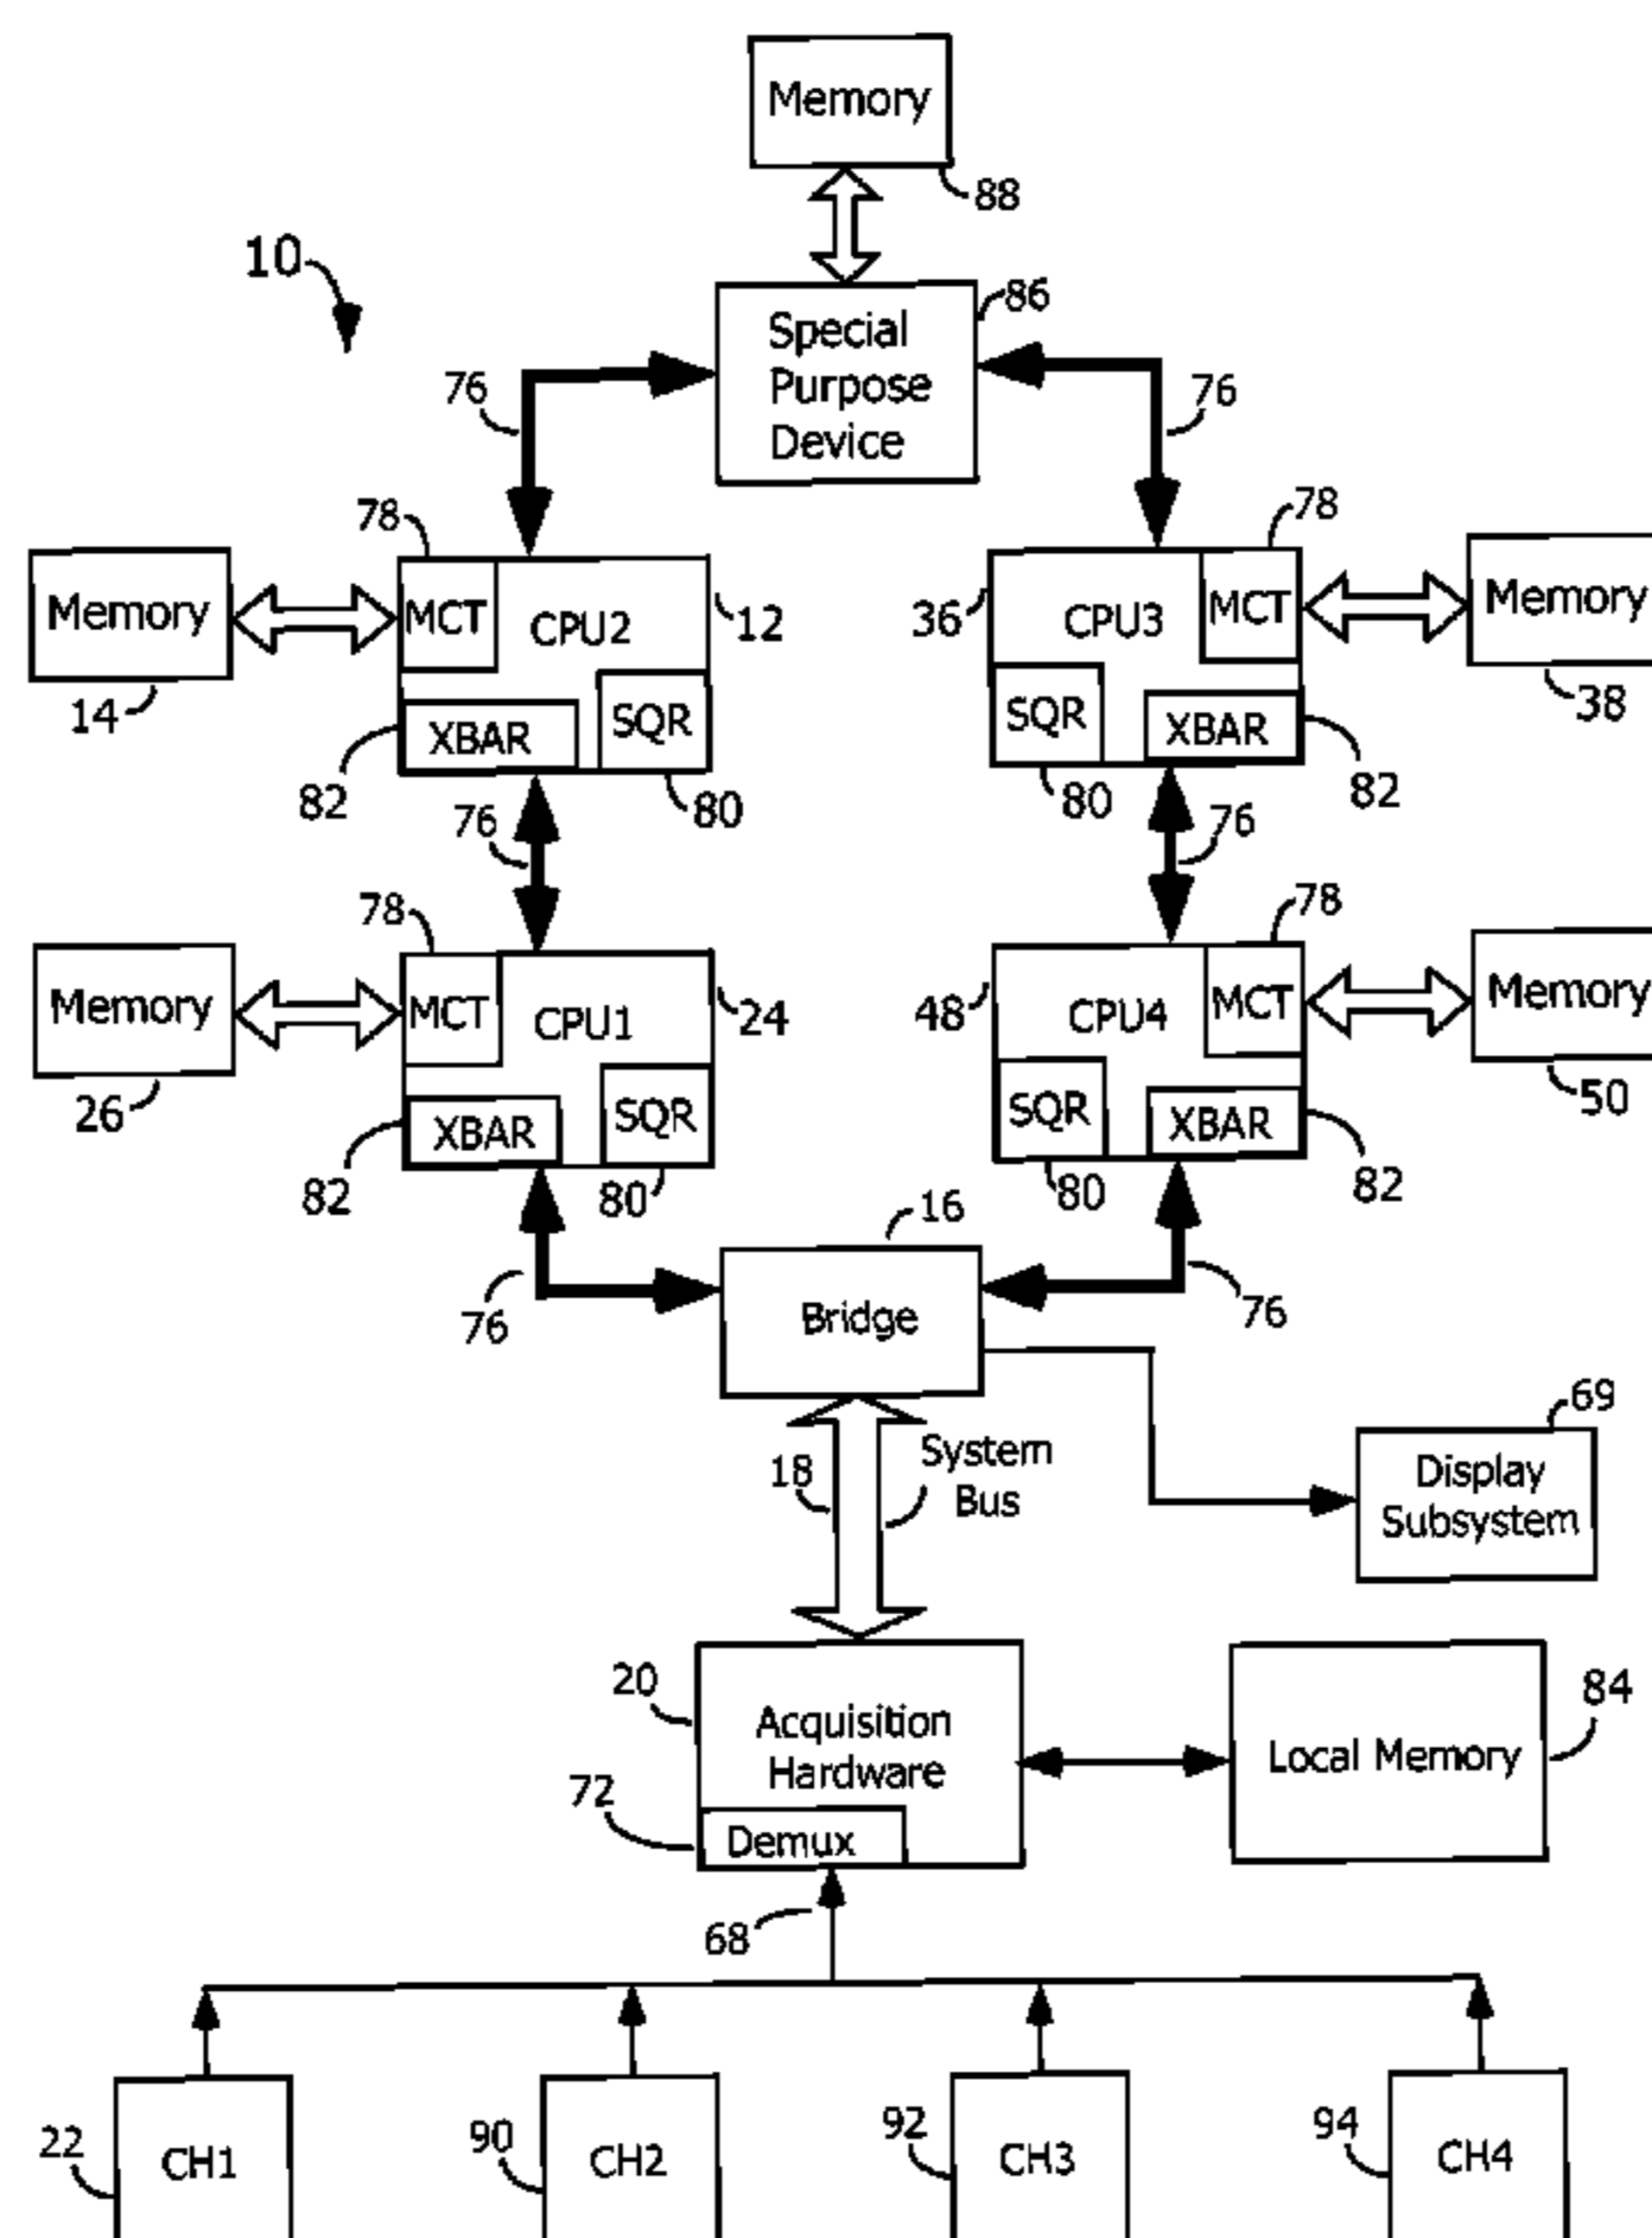 Memory
88
10
86
Special
Purpose
Device
76
76
78
78
Memory
MCT
CPU2
12
36
CPU3
MCT
Memory
14
XBAR
SQR
SQR
XBAR
38
82
80
80
82
76
76
78
78
Memory
MCT
CPU1
24
48
CPU4
MCT
Memory
26
XBAR
SQR
SQR
XBAR
50
82
80
80
82
16
76
Bridge
76
69
18
System
Bus
Display
Subsystem
20
Acquisition
Hardware
Local Memory
84
72
Demux
68
22
CH1
90
CH2
92
CH3
94
CH4